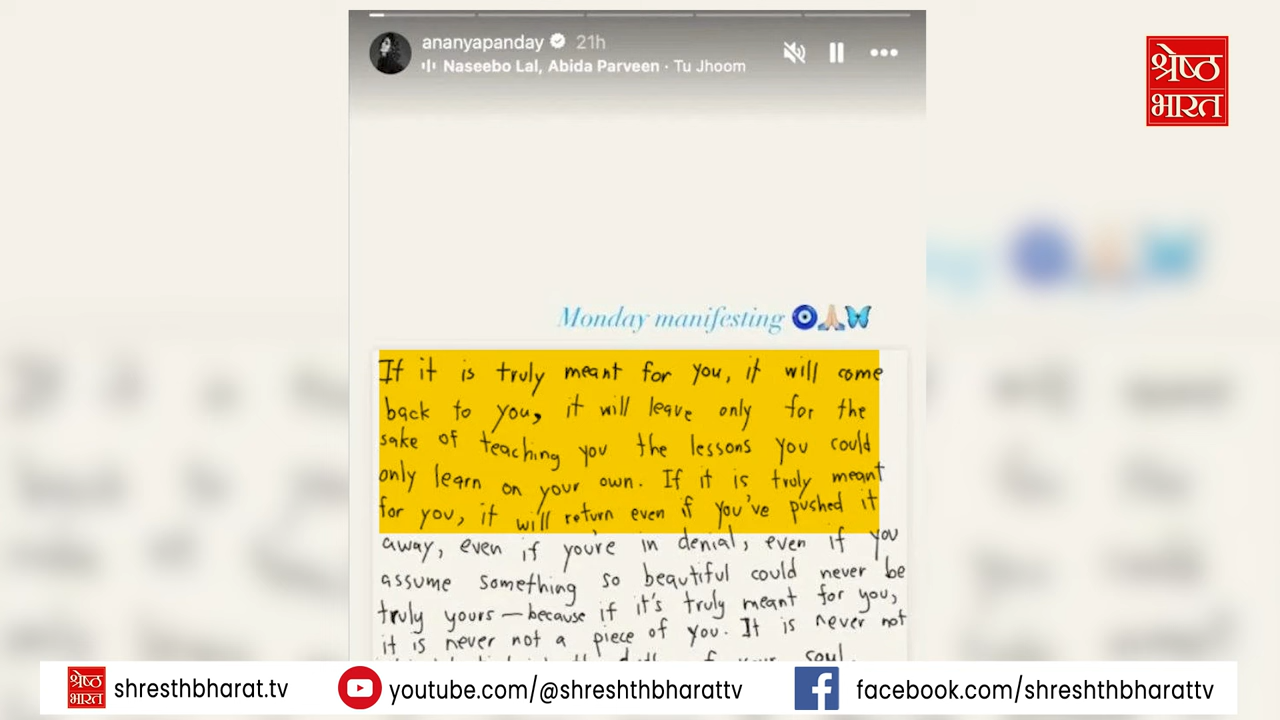 ananyapanday 21h
Naseebo Lal, Abida Parveen · Tu Jhoom
श्रेष्ठ
भारत
Monday manifesting 🧿🙏🏼🦋
If it is truly meant for you, it will come
back to you, it will leave only for the
sake of teaching you the lessons you could
only learn on your own. If it is truly meant
for you, it will return even if you've pushed it
away, even if you're in denial, even if you
assume something so beautiful could never be
truly yours — because if it's truly meant for you,
it is never not a piece of you. It is never not
soul.
श्रेष्ठ
भारत
shresthbharat.tv
youtube.com/@shreshthbharattv
facebook.com/shreshthbharattv